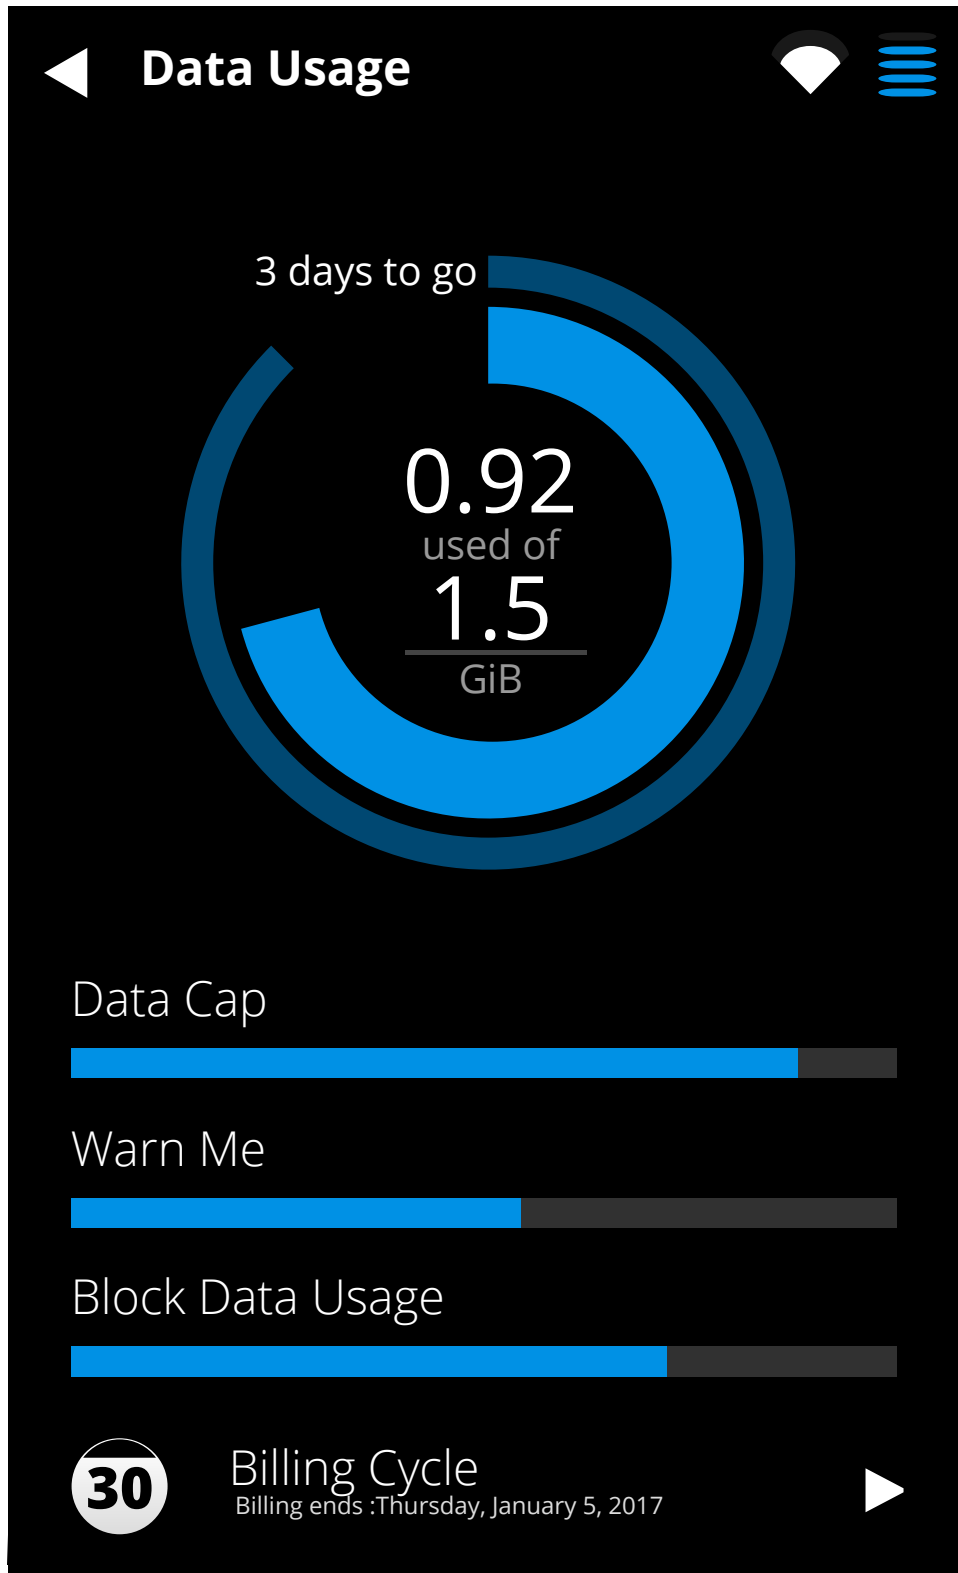 Data Usage
3 days to go
0.92
used of
1.5
GiB
Data Cap
Warn Me
Block Data Usage
30
Billing Cycle
Billing ends :Thursday, January 5, 2017